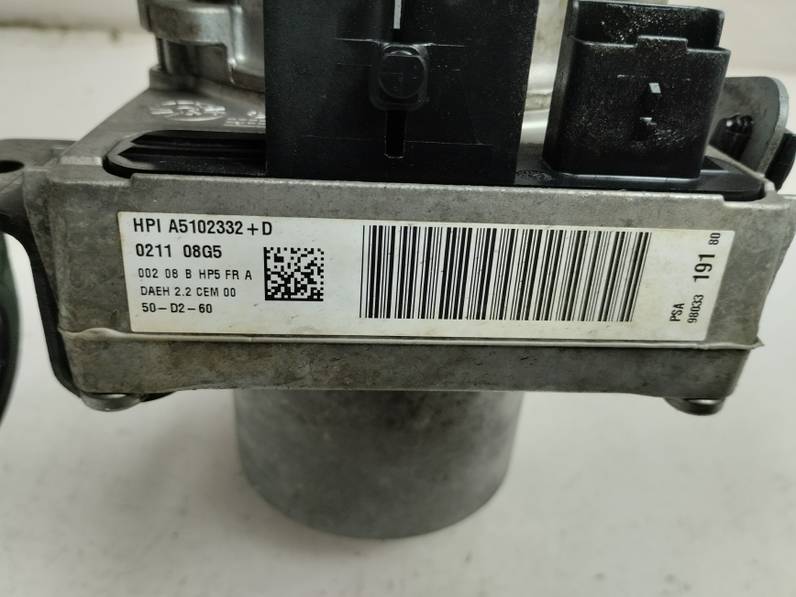 HPI A5102332+D
0211 08G5
002 08 B HP5 FR A
DAEH 2.2 CEM 00
50-D2-60
PSA
98033 191 80